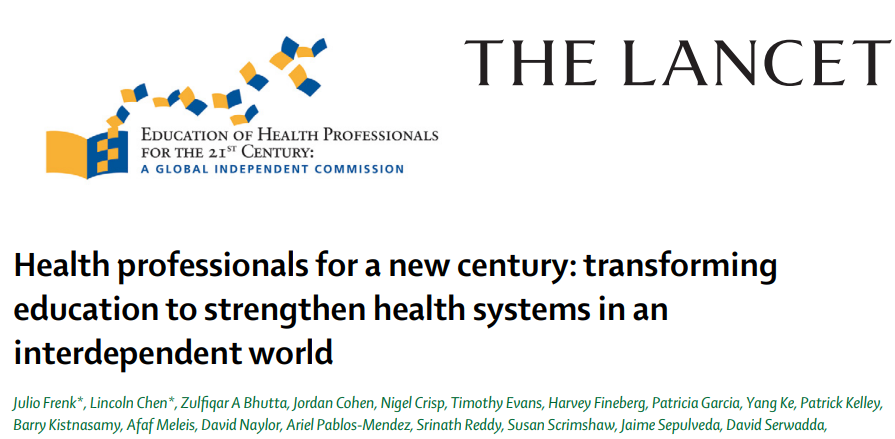 THE LANCET
EDUCATION OF HEALTH PROFESSIONALS
FOR THE 21ST CENTURY:
A GLOBAL INDEPENDENT COMMISSION
Health professionals for a new century: transforming
education to strengthen health systems in an
interdependent world
Julio Frenk*, Lincoln Chen*, Zulfiqar A Bhutta, Jordan Cohen, Nigel Crisp, Timothy Evans, Harvey Fineberg, Patricia Garcia, Yang Ke, Patrick Kelley,
Barry Kistnasamy, Afaf Meleis, David Naylor, Ariel Pablos-Mendez, Srinath Reddy, Susan Scrimshaw, Jaime Sepulveda, David Serwadda,